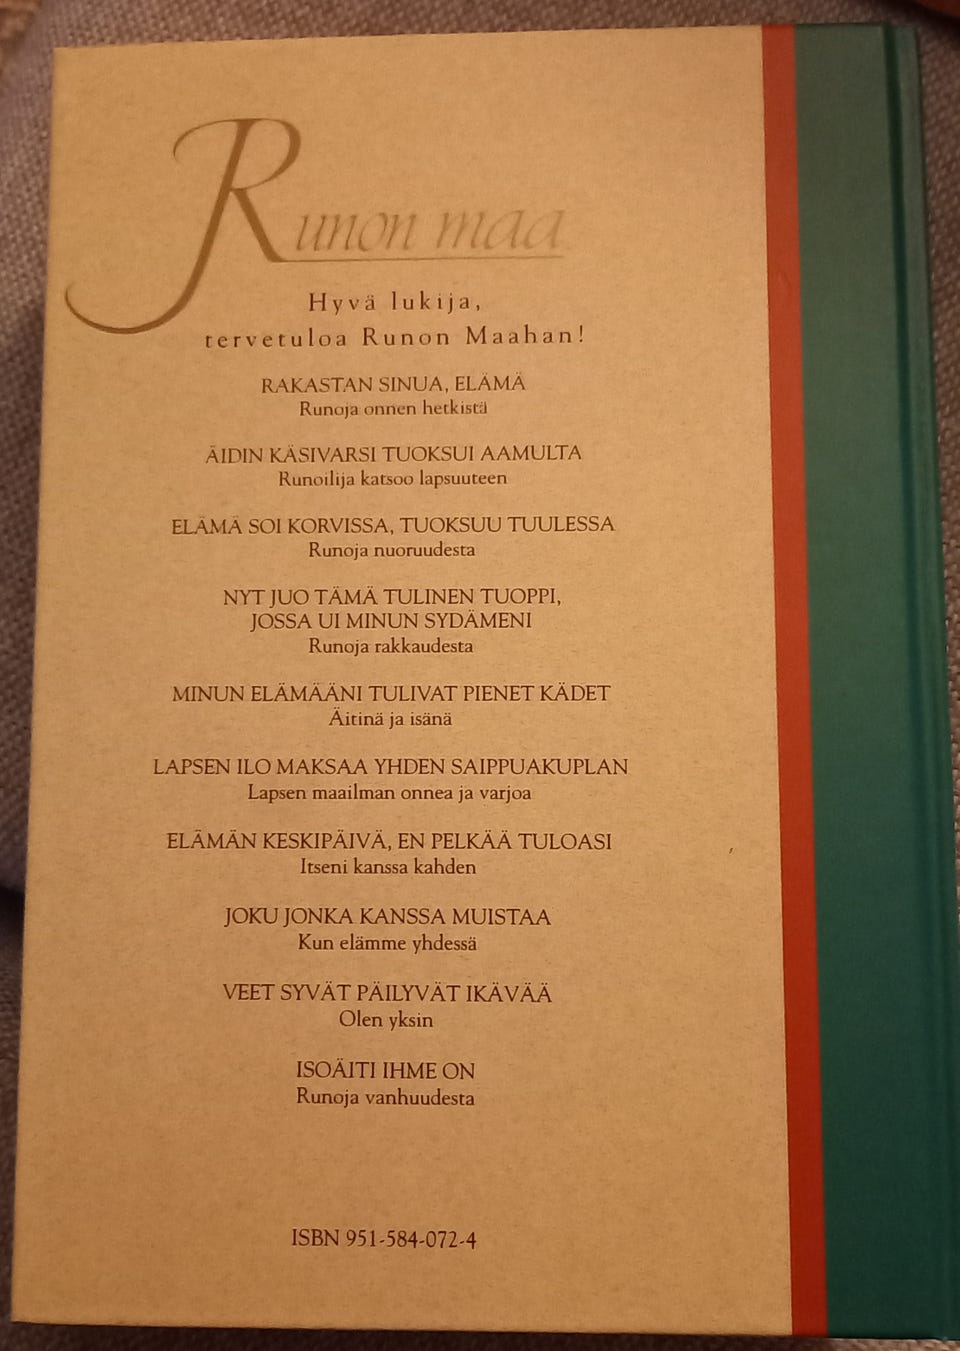 Runon maa
Hyvä lukija,
tervetuloa Runon Maahan!
RAKASTAN SINUA, ELÄMÄ
Runoja onnen hetkistä
ÄIDIN KÄSIVARSI TUOKSUI AAMULTA
Runoilija katsoo lapsuuteen
ELÄMÄ SOI KORVISSA, TUOKSUU TUULESSA
Runoja nuoruudesta
NYT JUO TÄMÄ TULINEN TUOPPI,
JOSSA UI MINUN SYDÄMENI
Runoja rakkaudesta
MINUN ELÄMÄÄNI TULIVAT PIENET KÄDET
Äitinä ja isänä
LAPSEN ILO MAKSAA YHDEN SAIPPUAKUPLAN
Lapsen maailman onnea ja varjoa
ELÄMÄN KESKIPÄIVÄ, EN PELKÄÄ TULOASI
Itseni kanssa kahden
JOKU JONKA KANSSA MUISTAA
Kun elämme yhdessä
VEET SYVÄT PÄILYVÄT IKÄVÄÄ
Olen yksin
ISOÄITI IHME ON
Runoja vanhuudesta
ISBN 951-584-072-4